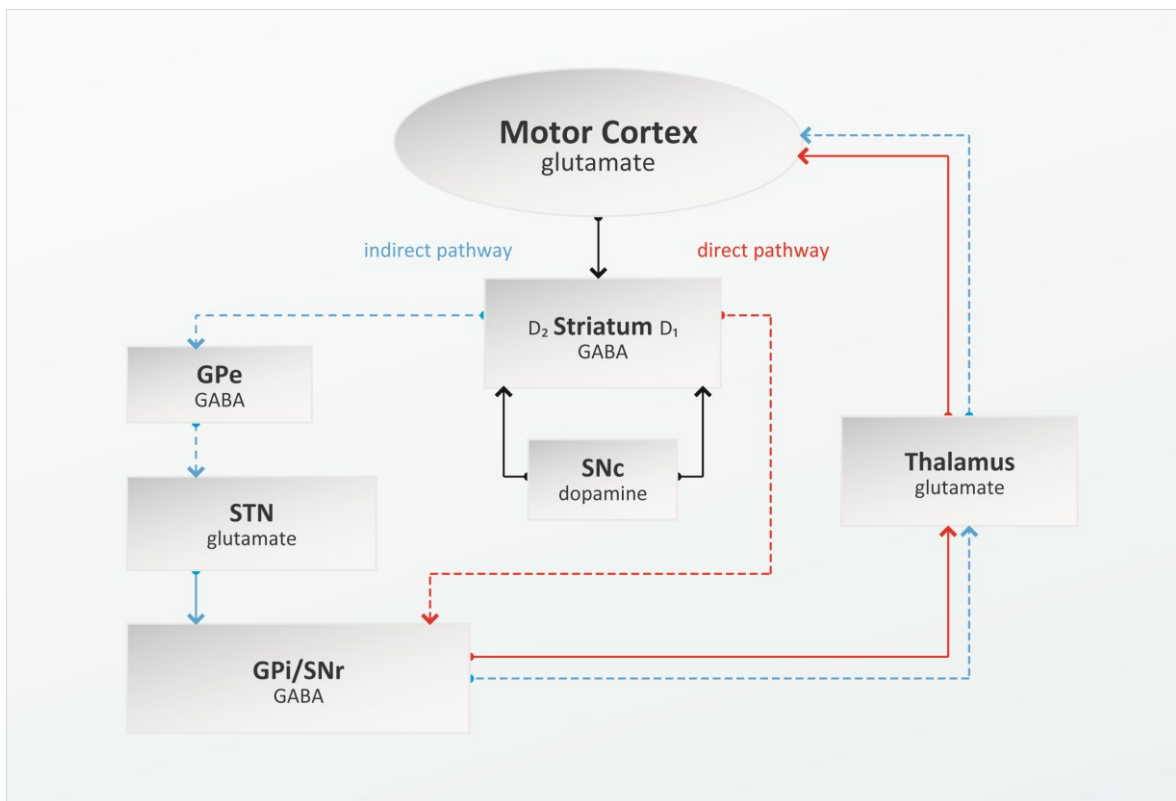 Motor Cortex
glutamate
indirect pathway
direct pathway
D₂ Striatum D₁
GABA
GPe
GABA
SNc
dopamine
Thalamus
glutamate
STN
glutamate
GPi/SNr
GABA